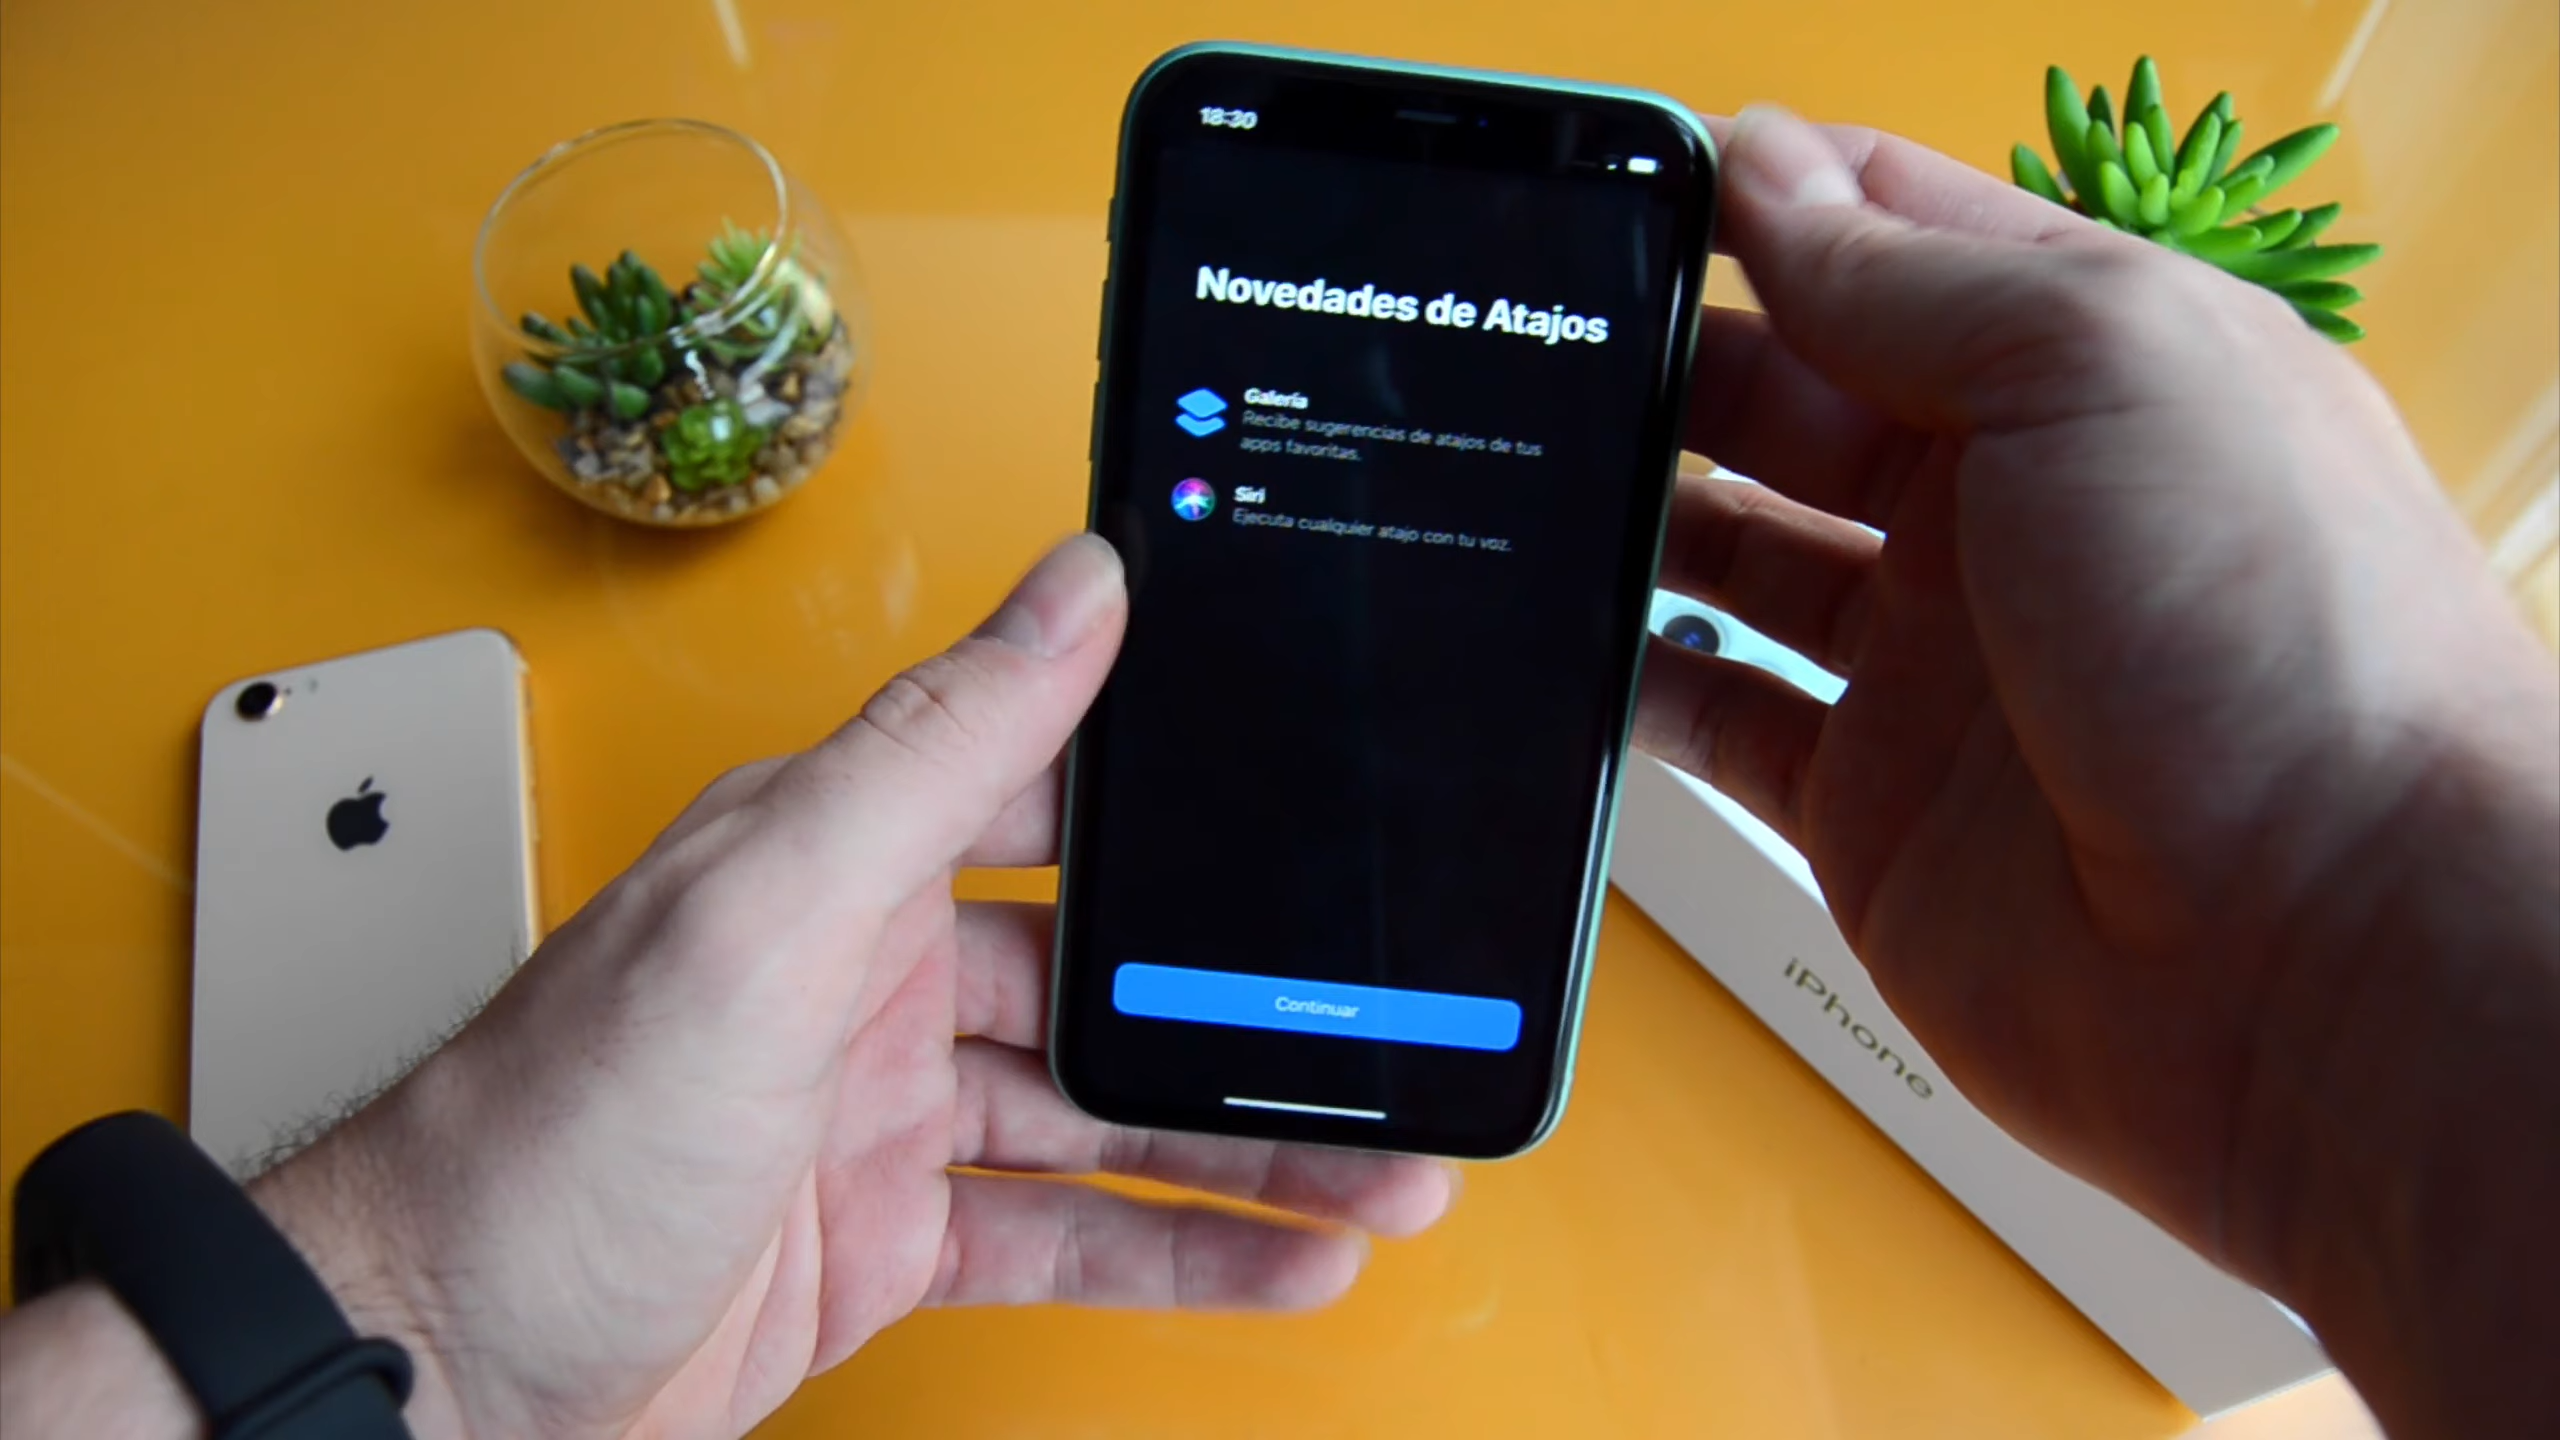 18:30
Novedades de Atajos
Galería
Recibe sugerencias de atajos de tus
apps favoritas.
Siri
Ejecuta cualquier atajo con tu voz.
Continuar
iPhone